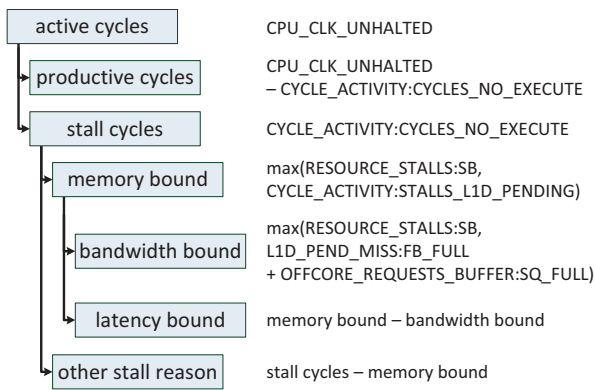 active cycles
CPU_CLK_UNHALTED
productive cycles
CPU_CLK_UNHALTED
– CYCLE_ACTIVITY:CYCLES_NO_EXECUTE
stall cycles
CYCLE_ACTIVITY:CYCLES_NO_EXECUTE
memory bound
max(RESOURCE_STALLS:SB,
CYCLE_ACTIVITY:STALLS_L1D_PENDING)
bandwidth bound
max(RESOURCE_STALLS:SB,
L1D_PEND_MISS:FB_FULL
+ OFFCORE_REQUESTS_BUFFER:SQ_FULL)
latency bound
memory bound – bandwidth bound
other stall reason
stall cycles – memory bound